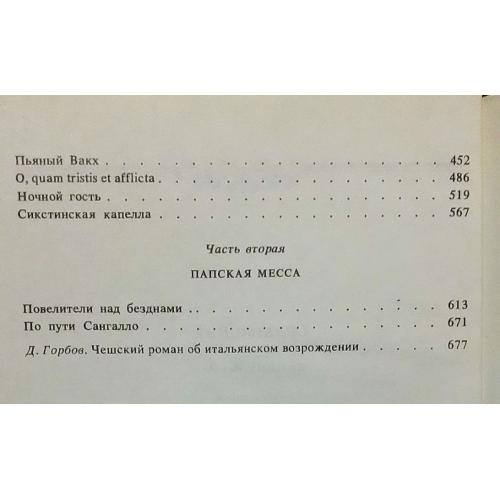 Пьяный Вакх . . . . . . . . . . . . . . . . . . 452
O, quam tristis et afflicta . . . . . . . . . . . . . . . 486
Ночной гость . . . . . . . . . . . . . . . . . . 519
Сикстинская капелла . . . . . . . . . . . . . . . 567
Часть вторая
ПАПСКАЯ МЕССА
Повелители над безднами . . . . . . . . . . . . . 613
По пути Сангалло . . . . . . . . . . . . . . . . 671
Д. Горбов. Чешский роман об итальянском возрождении . . . . . 677